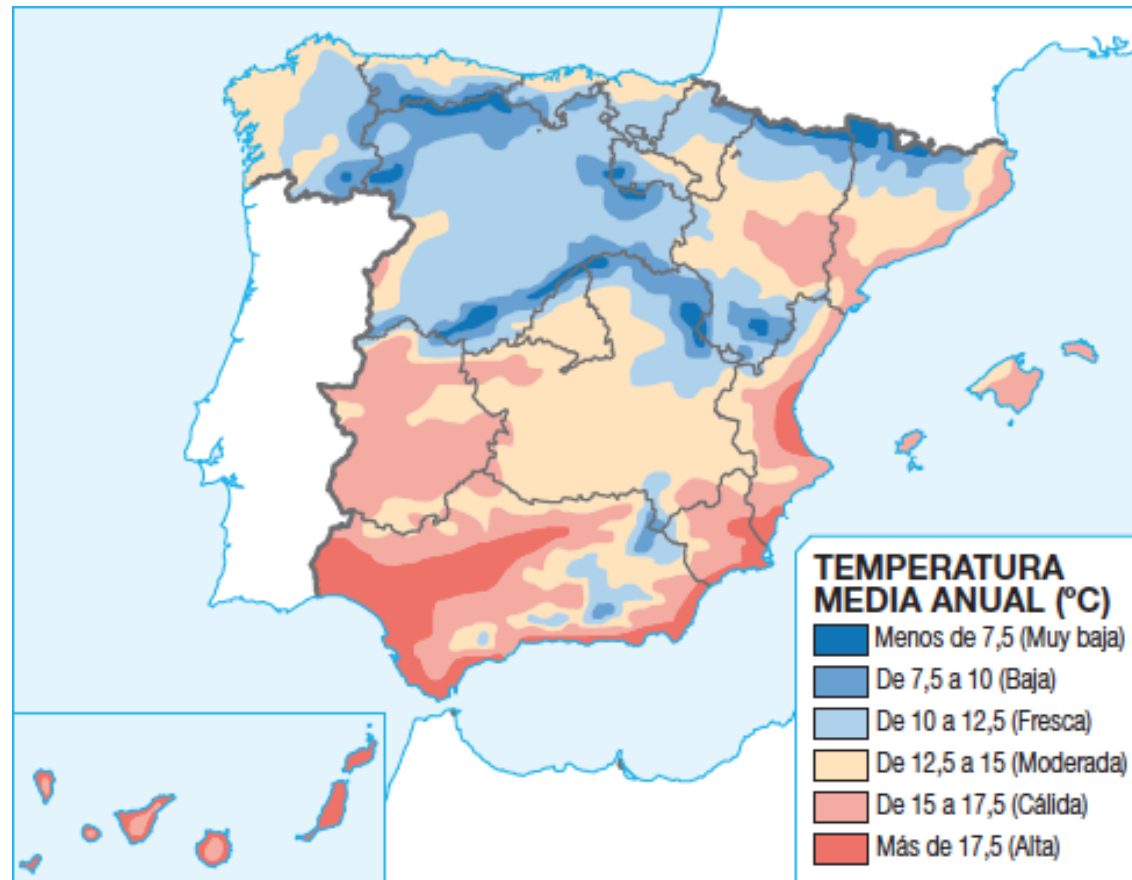 TEMPERATURA
MEDIA ANUAL (ºC)
Menos de 7,5 (Muy baja)
De 7,5 a 10 (Baja)
De 10 a 12,5 (Fresca)
De 12,5 a 15 (Moderada)
De 15 a 17,5 (Cálida)
Más de 17,5 (Alta)